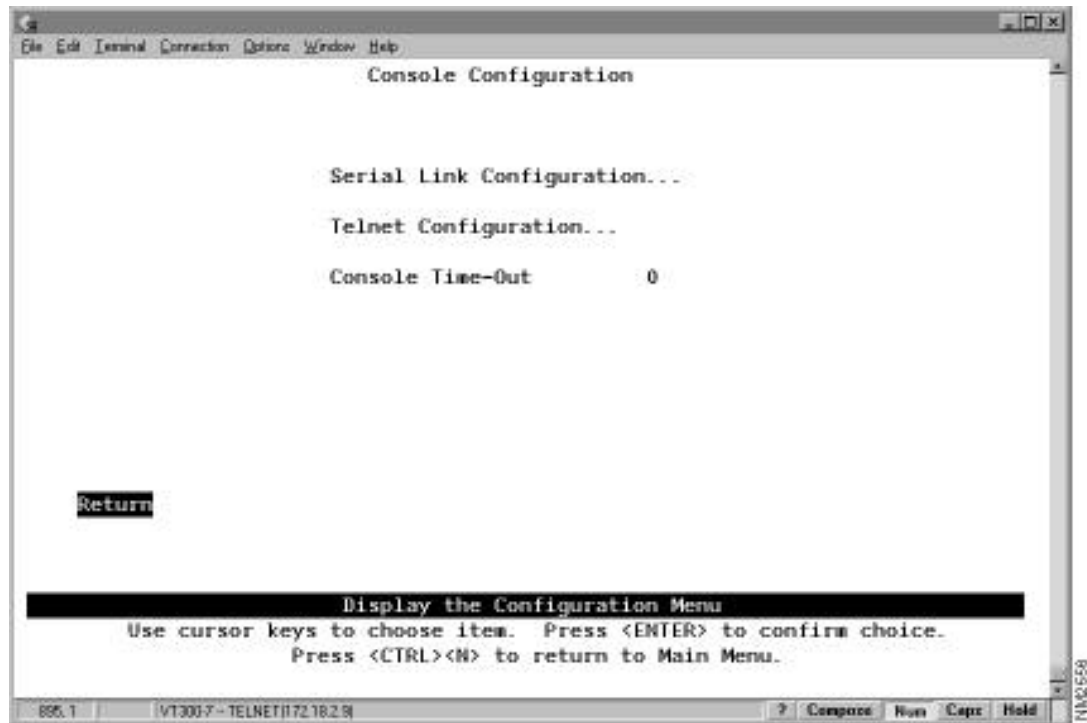 File Edit Terminal Connection Options Window Help
Console Configuration
Serial Link Configuration...
Telnet Configuration...
Console Time-Out 0
Return
Display the Configuration Menu
Use cursor keys to choose item. Press <ENTER> to confirm choice.
Press <CTRL><N> to return to Main Menu.
895, 1 VT300-7 -- TELNET(172.18.2.9) ? Compose Num Caps Hold